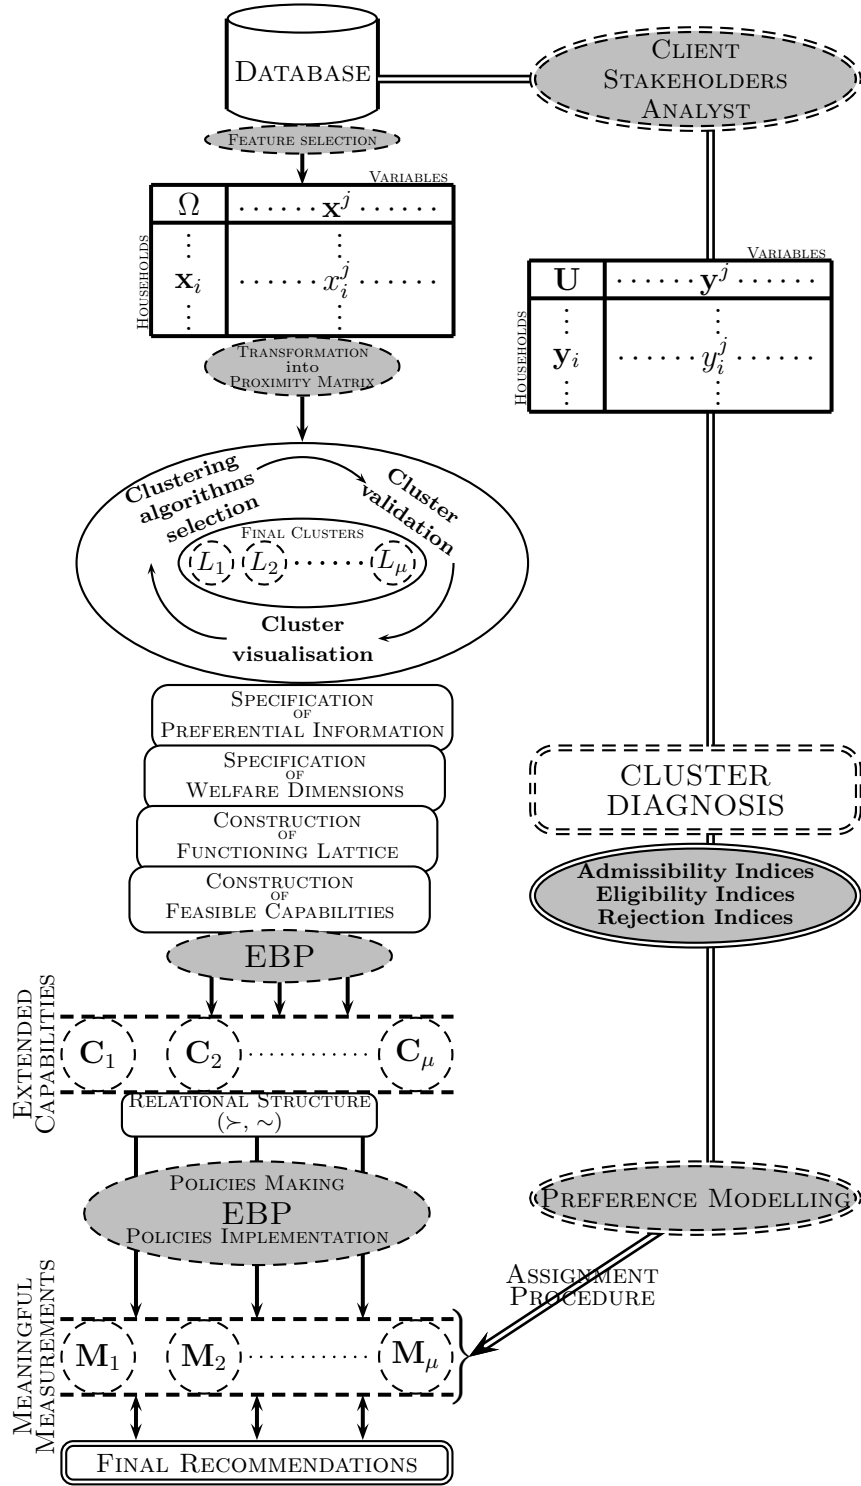 DATABASE
CLIENT
STAKEHOLDERS
ANALYST
FEATURE SELECTION
VARIABLES
Ω ······ x^j ······
HOUSEHOLDS
x_i ······ x_i^j ······
TRANSFORMATION
into
PROXIMITY MATRIX
VARIABLES
U ······ y^j ······
HOUSEHOLDS
y_i ······ y_i^j ······
Clustering
algorithms
selection
Cluster
validation
FINAL CLUSTERS
L_1 L_2 ······ L_μ
Cluster
visualisation
SPECIFICATION
OF
PREFERENTIAL INFORMATION
SPECIFICATION
OF
WELFARE DIMENSIONS
CONSTRUCTION
OF
FUNCTIONING LATTICE
CONSTRUCTION
OF
FEASIBLE CAPABILITIES
EBP
CLUSTER
DIAGNOSIS
Admissibility Indices
Eligibility Indices
Rejection Indices
EXTENDED
CAPABILITIES
C_1 C_2 ············ C_μ
RELATIONAL STRUCTURE
(≻, ∼)
POLICIES MAKING
EBP
POLICIES IMPLEMENTATION
PREFERENCE MODELLING
ASSIGNMENT
PROCEDURE
MEANINGFUL
MEASUREMENTS
M_1 M_2 ············ M_μ
FINAL RECOMMENDATIONS